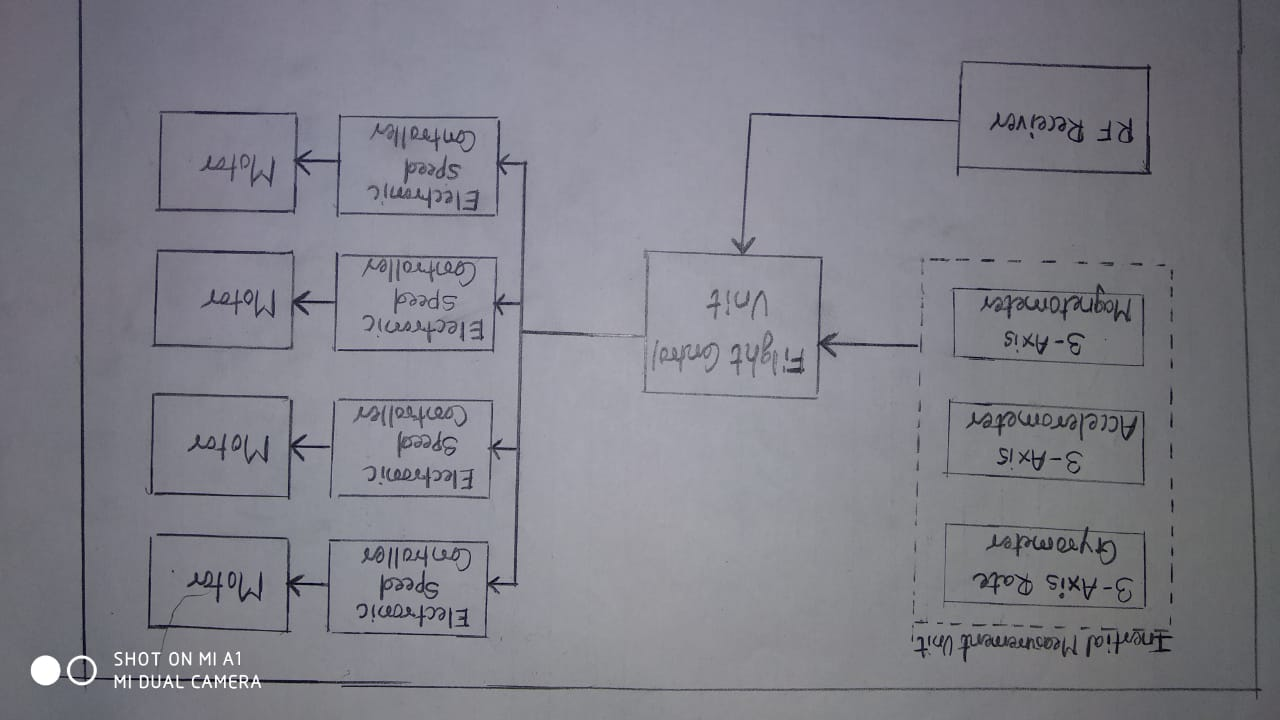 Inertial Measurement Unit
3-Axis Rate
Gyrometer
3-Axis
Accelerometer
3-Axis
Magnetometer
RF Receiver
Flight Control
Unit
Electronic
Speed
Controller
Motor
Electronic
Speed
Controller
Motor
Electronic
Speed
Controller
Motor
Electronic
Speed
Controller
Motor
SHOT ON MI A1
MI DUAL CAMERA